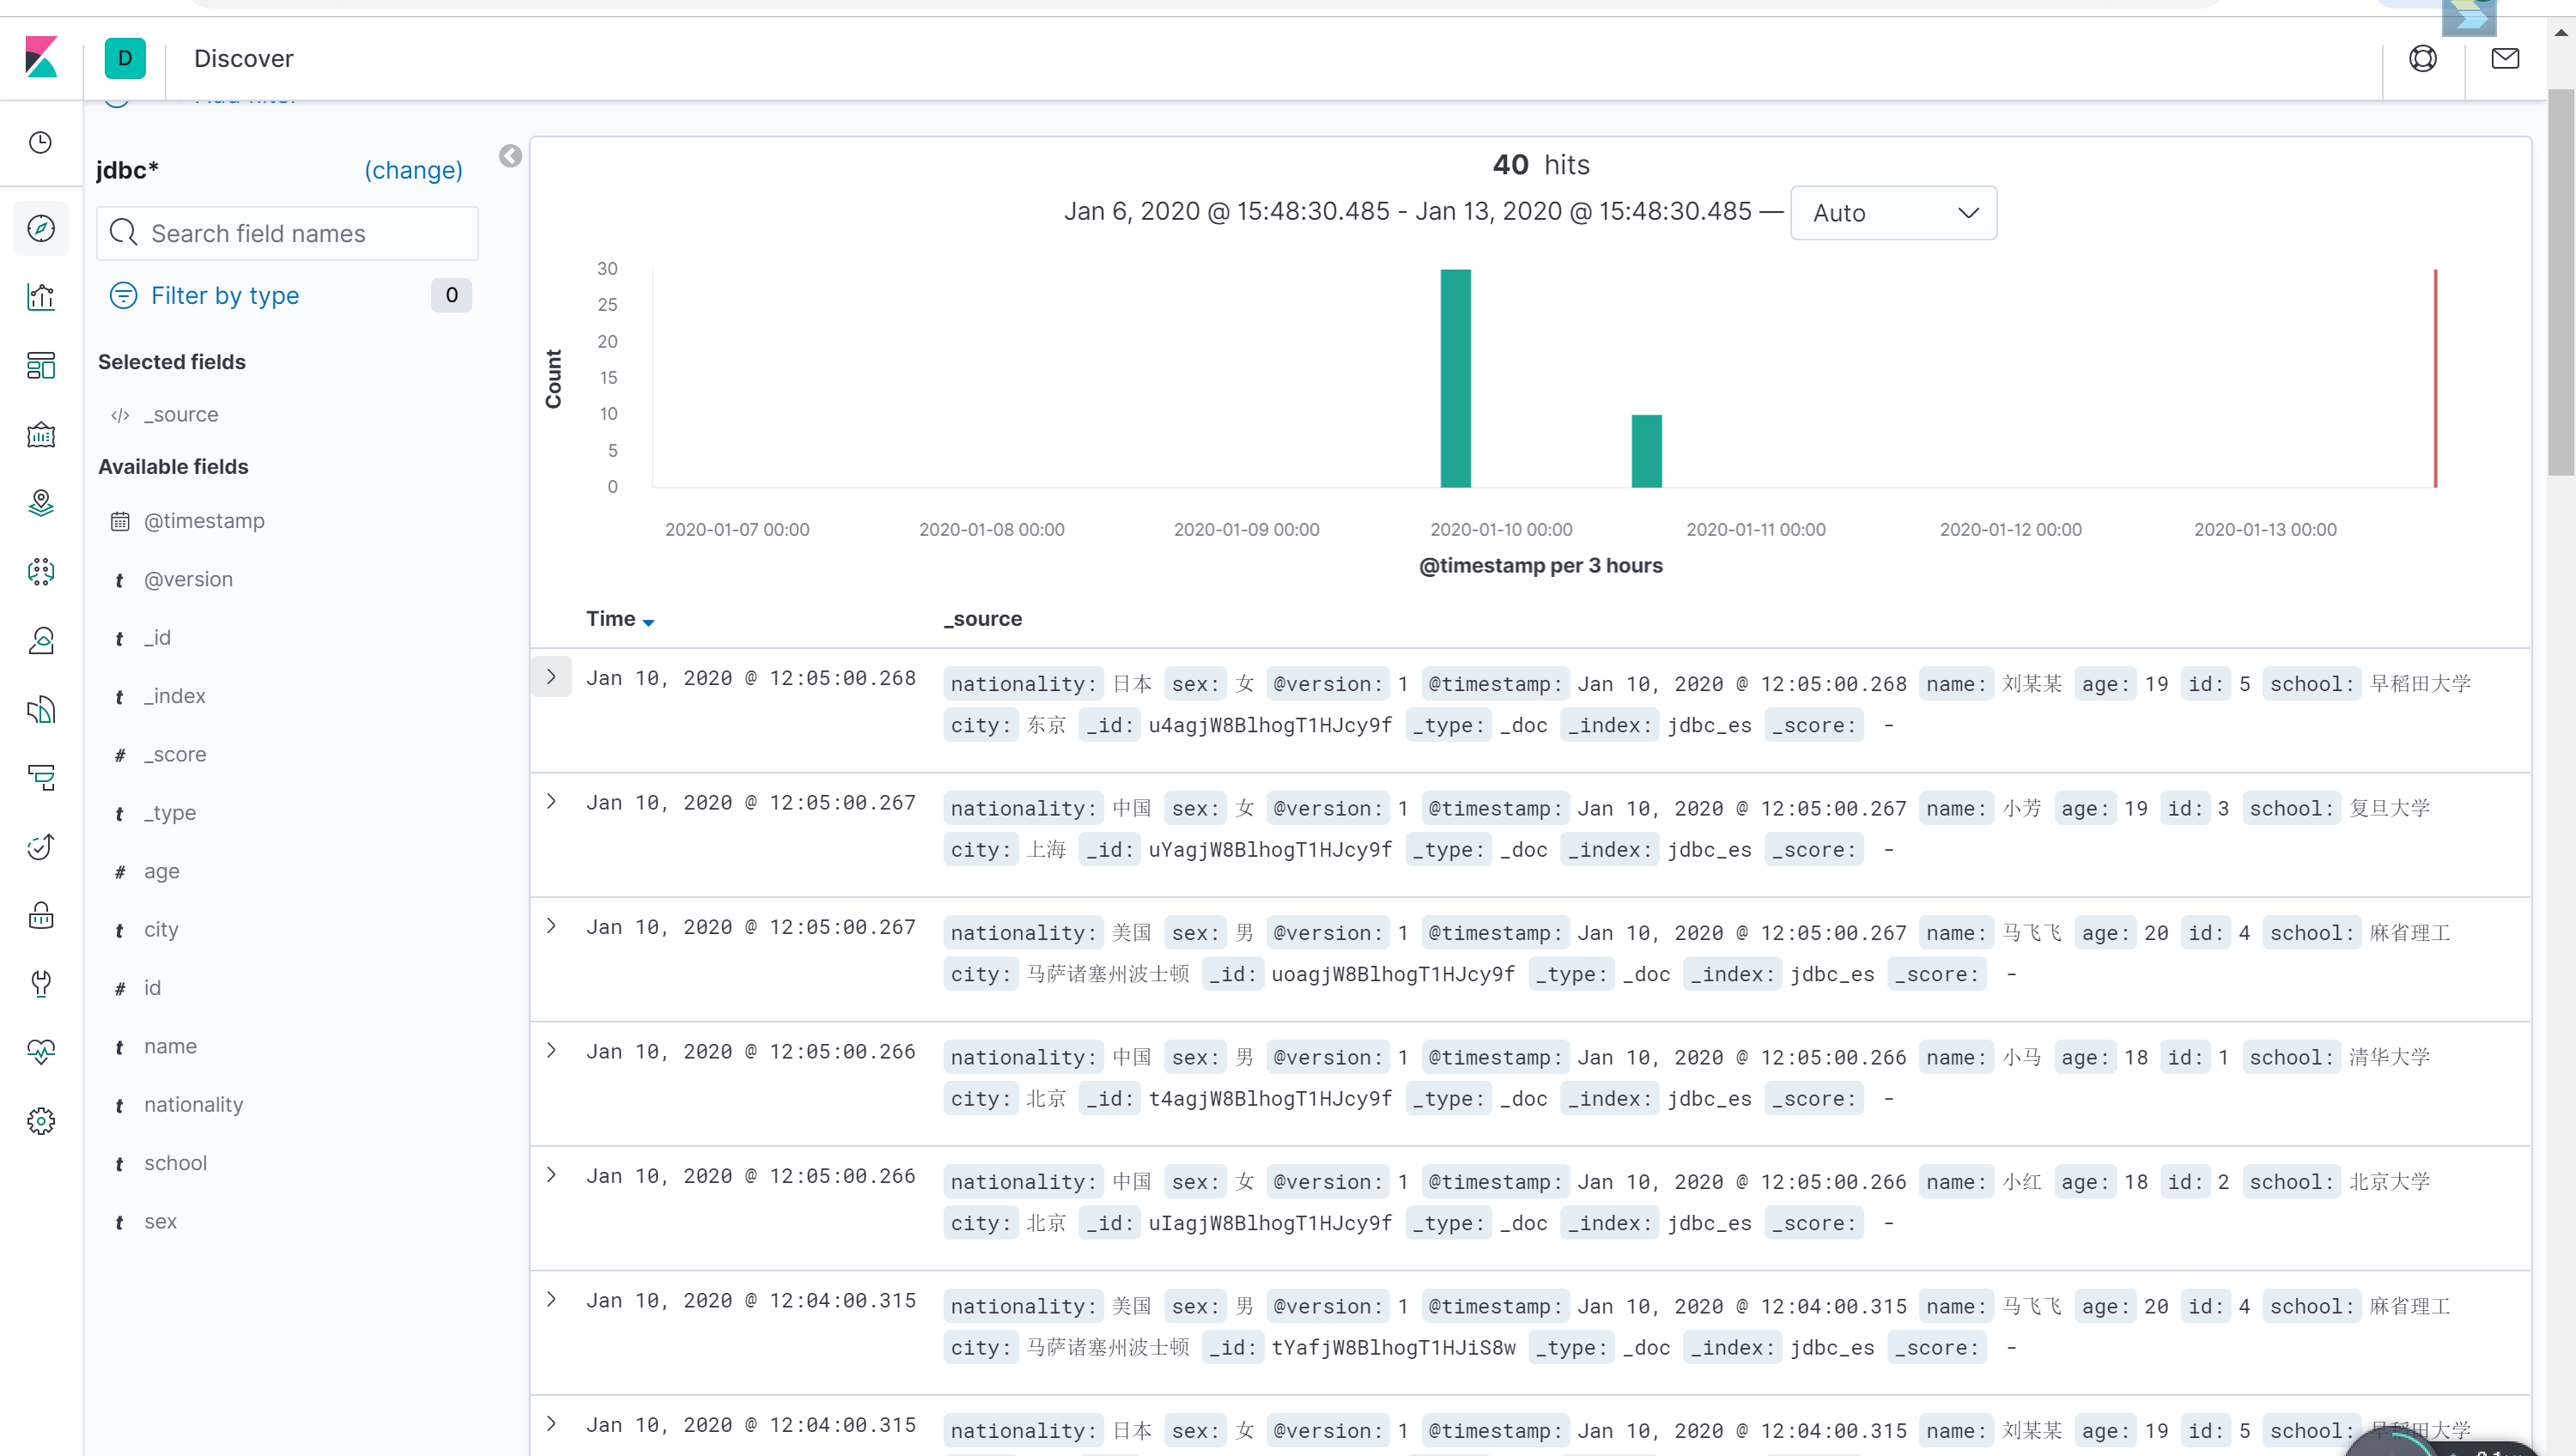 D Discover
jdbc* (change)
Search field names
Filter by type 0
Selected fields
_source
Available fields
@timestamp
t @version
t _id
t _index
# _score
t _type
# age
t city
# id
t name
t nationality
t school
t sex
40 hits
Jan 6, 2020 @ 15:48:30.485 - Jan 13, 2020 @ 15:48:30.485 — Auto
30
25
20
15
10
5
0
Count
2020-01-07 00:00 2020-01-08 00:00 2020-01-09 00:00 2020-01-10 00:00 2020-01-11 00:00 2020-01-12 00:00 2020-01-13 00:00
@timestamp per 3 hours
Time _source
Jan 10, 2020 @ 12:05:00.268 nationality: 日本 sex: 女 @version: 1 @timestamp: Jan 10, 2020 @ 12:05:00.268 name: 刘某某 age: 19 id: 5 school: 早稻田大学
city: 东京 _id: u4agjW8BlhogT1HJcy9f _type: _doc _index: jdbc_es _score: -
Jan 10, 2020 @ 12:05:00.267 nationality: 中国 sex: 女 @version: 1 @timestamp: Jan 10, 2020 @ 12:05:00.267 name: 小芳 age: 19 id: 3 school: 复旦大学
city: 上海 _id: uYagjW8BlhogT1HJcy9f _type: _doc _index: jdbc_es _score: -
Jan 10, 2020 @ 12:05:00.267 nationality: 美国 sex: 男 @version: 1 @timestamp: Jan 10, 2020 @ 12:05:00.267 name: 马飞飞 age: 20 id: 4 school: 麻省理工
city: 马萨诸塞州波士顿 _id: uoagjW8BlhogT1HJcy9f _type: _doc _index: jdbc_es _score: -
Jan 10, 2020 @ 12:05:00.266 nationality: 中国 sex: 男 @version: 1 @timestamp: Jan 10, 2020 @ 12:05:00.266 name: 小马 age: 18 id: 1 school: 清华大学
city: 北京 _id: t4agjW8BlhogT1HJcy9f _type: _doc _index: jdbc_es _score: -
Jan 10, 2020 @ 12:05:00.266 nationality: 中国 sex: 女 @version: 1 @timestamp: Jan 10, 2020 @ 12:05:00.266 name: 小红 age: 18 id: 2 school: 北京大学
city: 北京 _id: uIagjW8BlhogT1HJcy9f _type: _doc _index: jdbc_es _score: -
Jan 10, 2020 @ 12:04:00.315 nationality: 美国 sex: 男 @version: 1 @timestamp: Jan 10, 2020 @ 12:04:00.315 name: 马飞飞 age: 20 id: 4 school: 麻省理工
city: 马萨诸塞州波士顿 _id: tYafjW8BlhogT1HJiS8w _type: _doc _index: jdbc_es _score: -
Jan 10, 2020 @ 12:04:00.315 nationality: 日本 sex: 女 @version: 1 @timestamp: Jan 10, 2020 @ 12:04:00.315 name: 刘某某 age: 19 id: 5 school: 早稻田大学